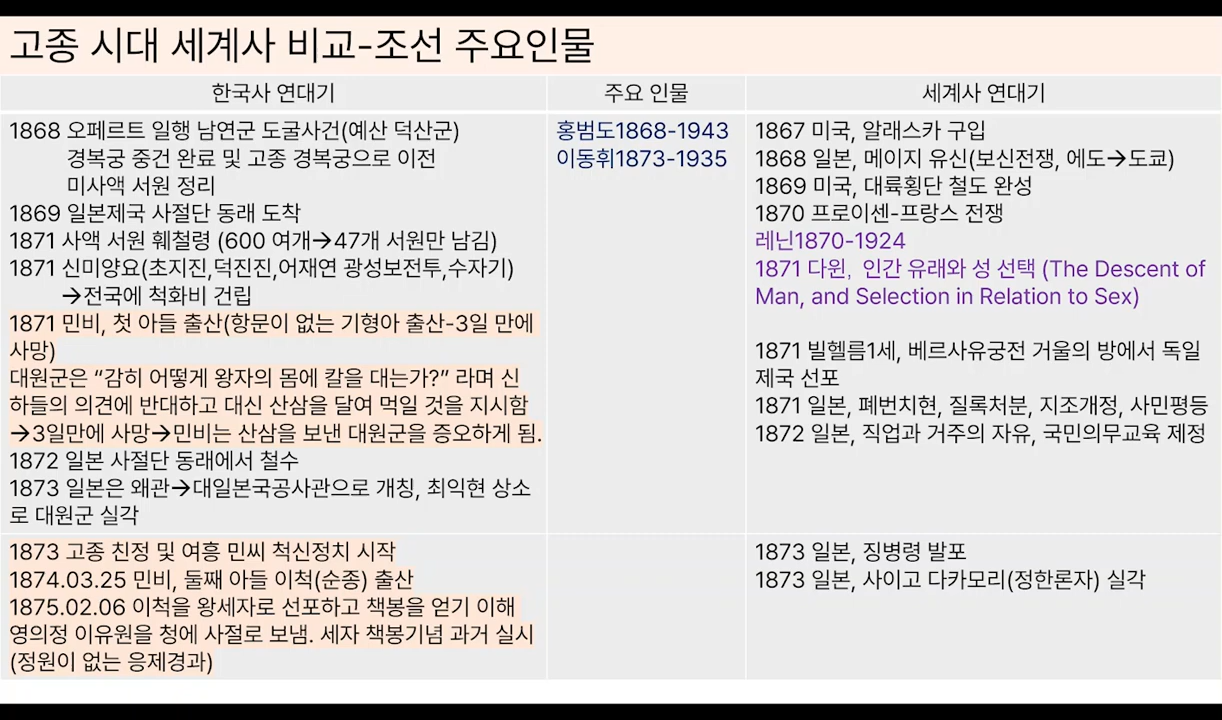 고종 시대 세계사 비교-조선 주요인물
한국사 연대기
주요 인물
세계사 연대기
1868 오페르트 일행 남연군 도굴사건(예산 덕산군)
경복궁 중건 완료 및 고종 경복궁으로 이전
미사액 서원 정리
1869 일본제국 사절단 동래 도착
1871 사액 서원 훼철령 (600 여개→47개 서원만 남김)
1871 신미양요(초지진,덕진진,어재연 광성보전투,수자기)
→전국에 척화비 건립
1871 민비, 첫 아들 출산(항문이 없는 기형아 출산-3일 만에
사망)
대원군은 “감히 어떻게 왕자의 몸에 칼을 대는가?” 라며 신
하들의 의견에 반대하고 대신 산삼을 달여 먹일 것을 지시함
→3일만에 사망→민비는 산삼을 보낸 대원군을 증오하게 됨.
1872 일본 사절단 동래에서 철수
1873 일본은 왜관→대일본국공사관으로 개칭, 최익현 상소
로 대원군 실각
홍범도1868-1943
이동휘1873-1935
1867 미국, 알래스카 구입
1868 일본, 메이지 유신(보신전쟁, 에도→도쿄)
1869 미국, 대륙횡단 철도 완성
1870 프로이센-프랑스 전쟁
레닌1870-1924
1871 다윈, 인간 유래와 성 선택 (The Descent of
Man, and Selection in Relation to Sex)
1871 빌헬름1세, 베르사유궁전 거울의 방에서 독일
제국 선포
1871 일본, 폐번치현, 질록처분, 지조개정, 사민평등
1872 일본, 직업과 거주의 자유, 국민의무교육 제정
1873 고종 친정 및 여흥 민씨 척신정치 시작
1874.03.25 민비, 둘째 아들 이척(순종) 출산
1875.02.06 이척을 왕세자로 선포하고 책봉을 얻기 이해
영의정 이유원을 청에 사절로 보냄. 세자 책봉기념 과거 실시
(정원이 없는 응제경과)
1873 일본, 징병령 발포
1873 일본, 사이고 다카모리(정한론자) 실각